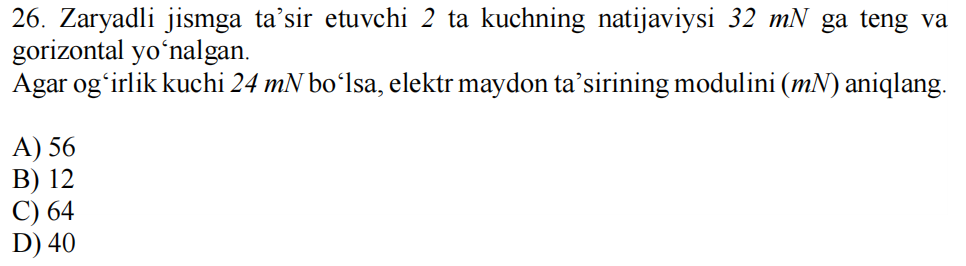 26. Zaryadli jismga ta’sir etuvchi 2 ta kuchning natijaviysi 32 mN ga teng va
gorizontal yo‘nalgan.
Agar og‘irlik kuchi 24 mN bo‘lsa, elektr maydon ta’sirining modulini (mN) aniqlang.
A) 56
B) 12
C) 64
D) 40